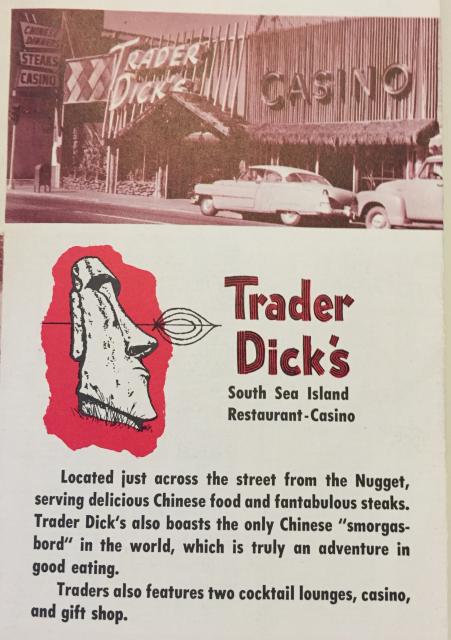 CHINESE
DINNERS
STEAKS
CASINO
TRADER
DICK'S
CASINO
Trader
Dick's
South Sea Island
Restaurant-Casino
Located just across the street from the Nugget,
serving delicious Chinese food and fantabulous steaks.
Trader Dick's also boasts the only Chinese "smorgas-
bord" in the world, which is truly an adventure in
good eating.
Traders also features two cocktail lounges, casino,
and gift shop.